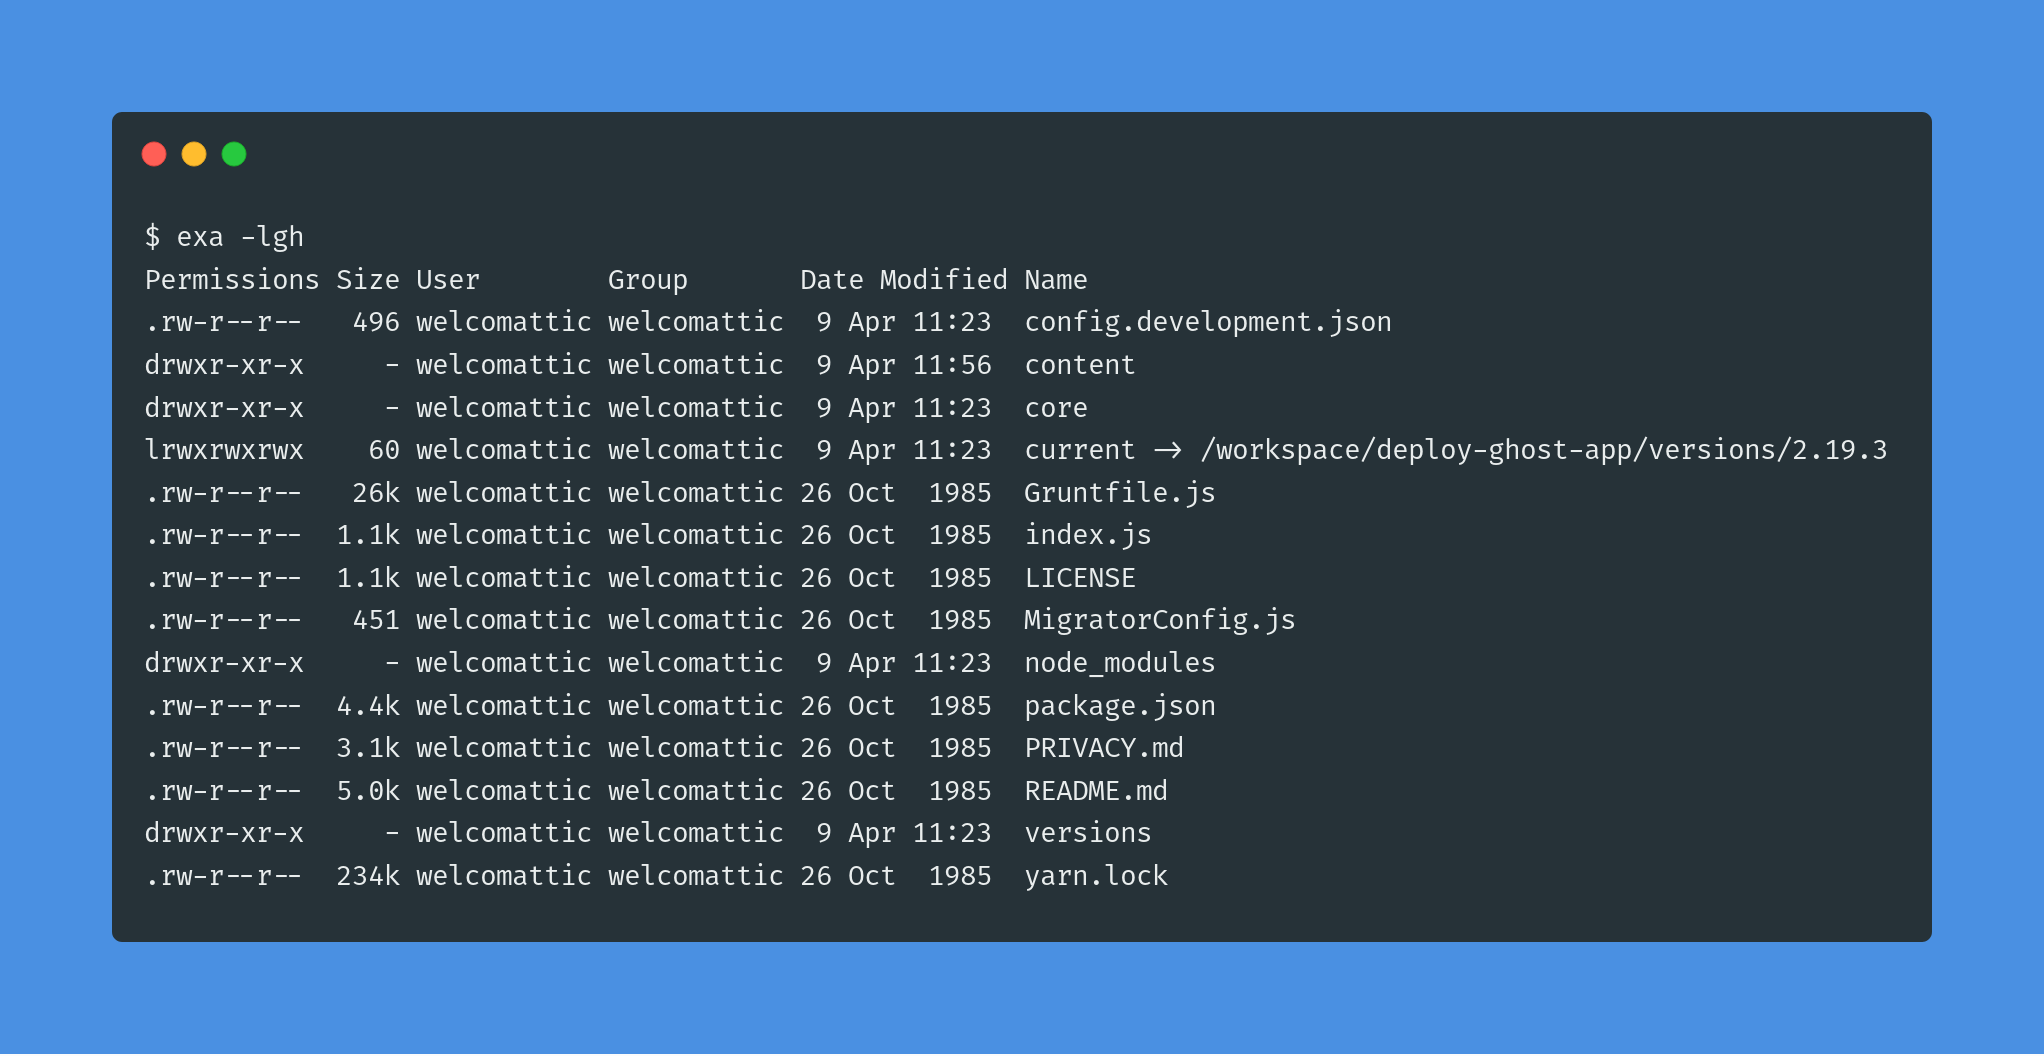 $ exa -lgh
Permissions Size User        Group       Date Modified Name
.rw-r--r--   496 welcomattic welcomattic  9 Apr 11:23  config.development.json
drwxr-xr-x     - welcomattic welcomattic  9 Apr 11:56  content
drwxr-xr-x     - welcomattic welcomattic  9 Apr 11:23  core
lrwxrwxrwx    60 welcomattic welcomattic  9 Apr 11:23  current -> /workspace/deploy-ghost-app/versions/2.19.3
.rw-r--r--   26k welcomattic welcomattic 26 Oct  1985  Gruntfile.js
.rw-r--r--  1.1k welcomattic welcomattic 26 Oct  1985  index.js
.rw-r--r--  1.1k welcomattic welcomattic 26 Oct  1985  LICENSE
.rw-r--r--   451 welcomattic welcomattic 26 Oct  1985  MigratorConfig.js
drwxr-xr-x     - welcomattic welcomattic  9 Apr 11:23  node_modules
.rw-r--r--  4.4k welcomattic welcomattic 26 Oct  1985  package.json
.rw-r--r--  3.1k welcomattic welcomattic 26 Oct  1985  PRIVACY.md
.rw-r--r--  5.0k welcomattic welcomattic 26 Oct  1985  README.md
drwxr-xr-x     - welcomattic welcomattic  9 Apr 11:23  versions
.rw-r--r--  234k welcomattic welcomattic 26 Oct  1985  yarn.lock